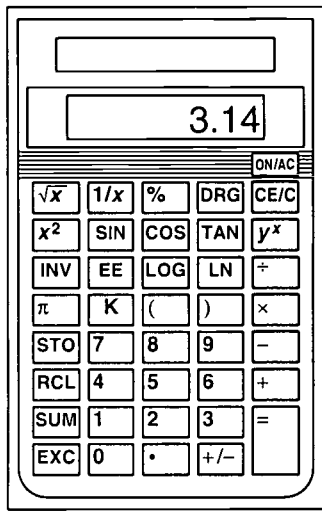 3.14
ON/AC
√x 1/x % DRG CE/C
x² SIN COS TAN yˣ
INV EE LOG LN ÷
π K ( ) ×
STO 7 8 9 −
RCL 4 5 6 +
SUM 1 2 3 =
EXC 0 • +/−